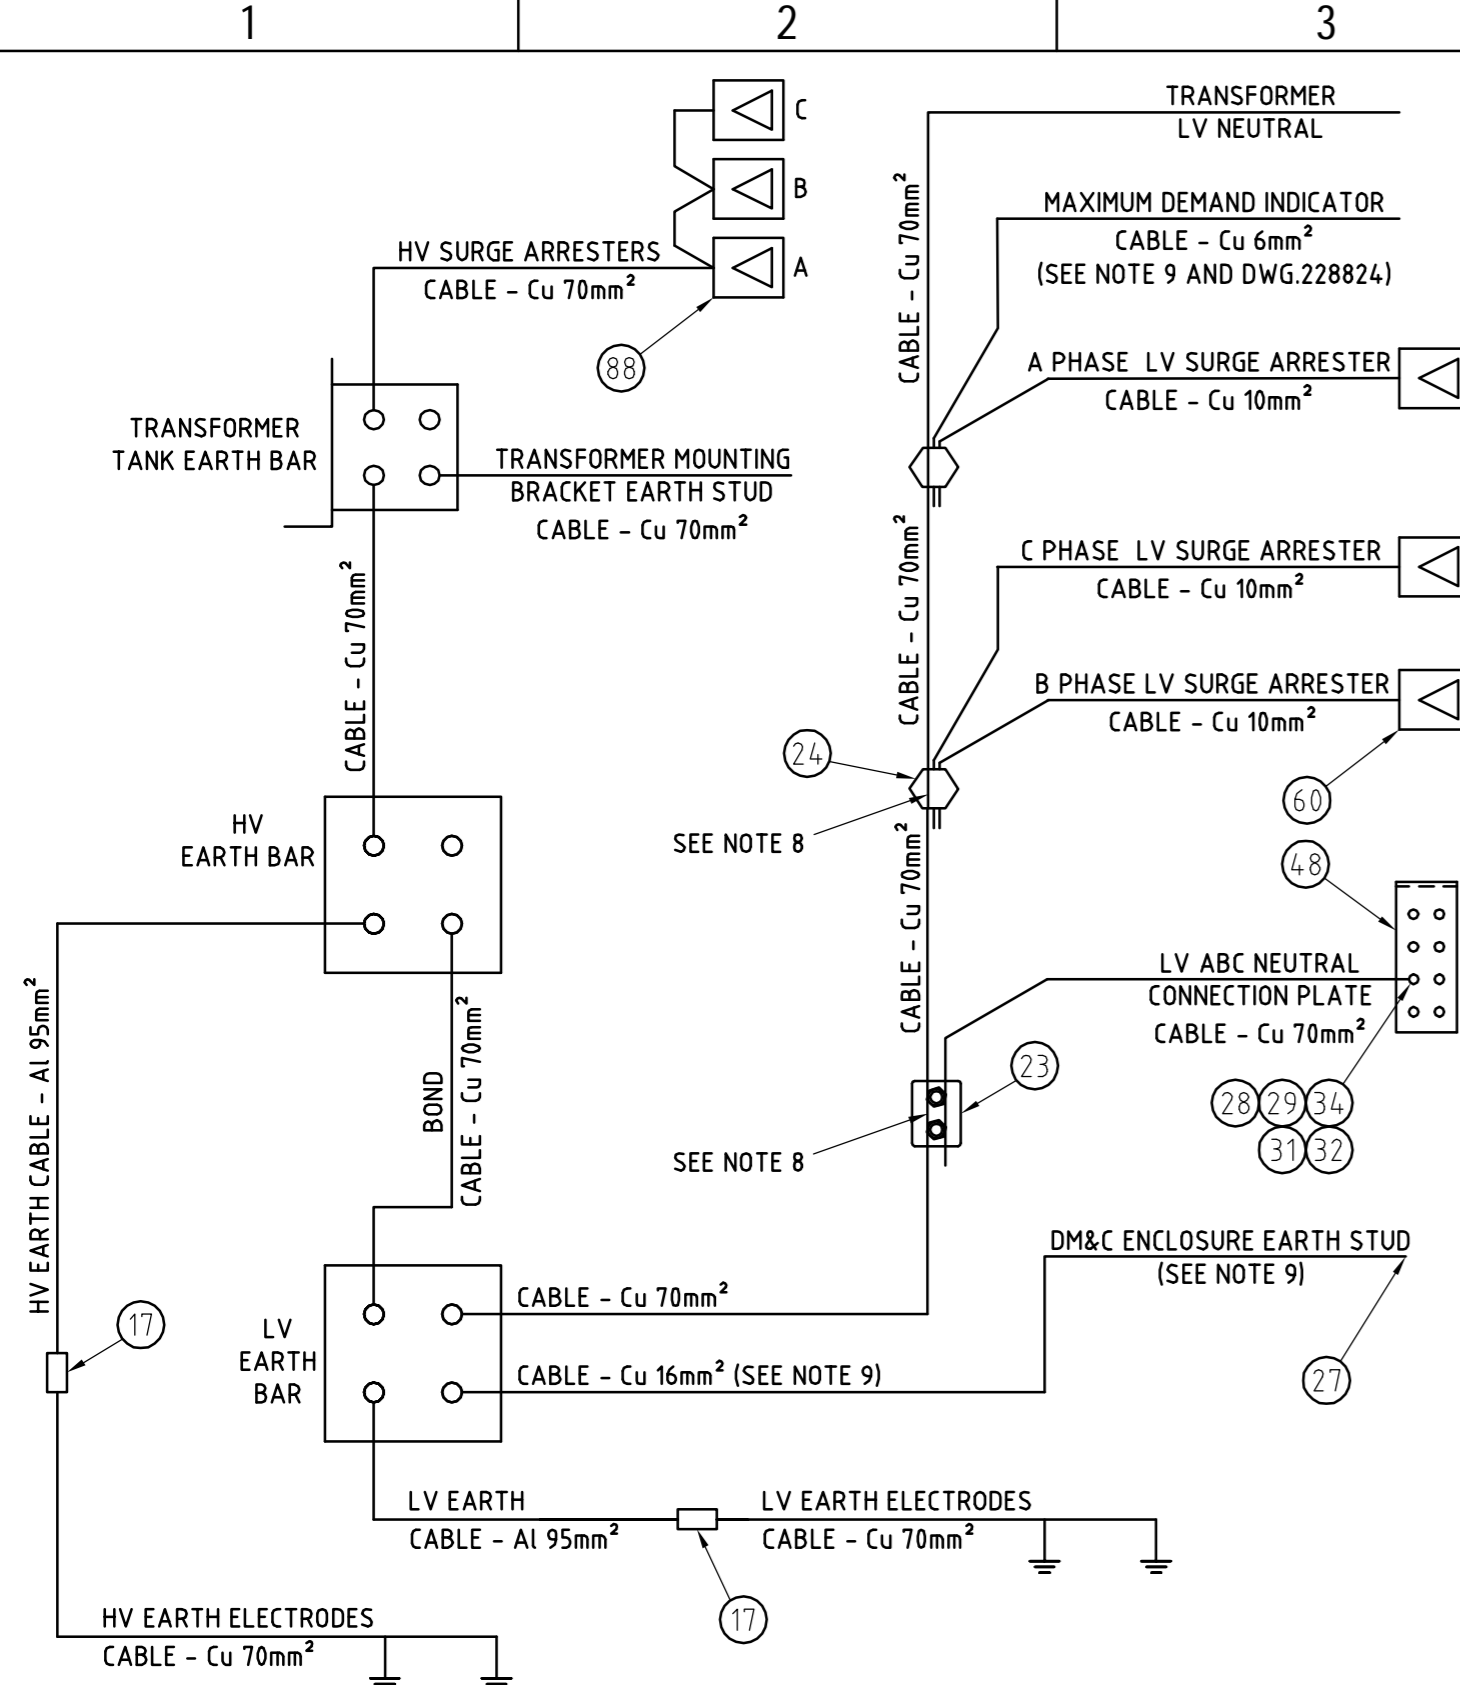 1
2
3
C
B
A
HV SURGE ARRESTERS
CABLE - Cu 70mm²
88
TRANSFORMER
TANK EARTH BAR
TRANSFORMER MOUNTING
BRACKET EARTH STUD
CABLE - Cu 70mm²
CABLE - Cu 70mm²
HV
EARTH BAR
HV EARTH CABLE - Al 95mm²
BOND
CABLE - Cu 70mm²
17
LV
EARTH
BAR
CABLE - Cu 70mm²
CABLE - Cu 16mm² (SEE NOTE 9)
LV EARTH
CABLE - Al 95mm²
LV EARTH ELECTRODES
CABLE - Cu 70mm²
17
HV EARTH ELECTRODES
CABLE - Cu 70mm²
TRANSFORMER
LV NEUTRAL
CABLE - Cu 70mm²
MAXIMUM DEMAND INDICATOR
CABLE - Cu 6mm²
(SEE NOTE 9 AND DWG.228824)
A PHASE LV SURGE ARRESTER
CABLE - Cu 10mm²
CABLE - Cu 70mm²
C PHASE LV SURGE ARRESTER
CABLE - Cu 10mm²
B PHASE LV SURGE ARRESTER
CABLE - Cu 10mm²
24
SEE NOTE 8
60
48
CABLE - Cu 70mm²
LV ABC NEUTRAL
CONNECTION PLATE
CABLE - Cu 70mm²
23
28 29 34
31 32
SEE NOTE 8
DM&C ENCLOSURE EARTH STUD
(SEE NOTE 9)
27